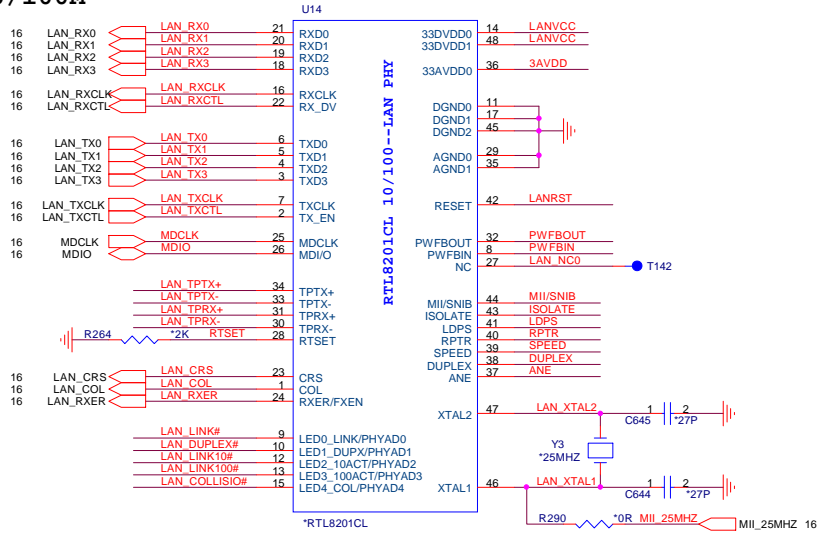 U14
16 LAN_RX0 LAN_RX0 21 RXD0 33DVDD0 14 LANVCC
16 LAN_RX1 LAN_RX1 20 RXD1 33DVDD1 48 LANVCC
16 LAN_RX2 LAN_RX2 19 RXD2
16 LAN_RX3 LAN_RX3 18 RXD3 33AVDD0 36 3AVDD
16 LAN_RXCLK LAN_RXCLK 16 RXCLK
16 LAN_RXCTL LAN_RXCTL 22 RX_DV DGND0 11
DGND1 17
DGND2 45
16 LAN_TX0 LAN_TX0 6 TXD0
16 LAN_TX1 LAN_TX1 5 TXD1 AGND0 29
16 LAN_TX2 LAN_TX2 4 TXD2 AGND1 35
16 LAN_TX3 LAN_TX3 3 TXD3
16 LAN_TXCLK LAN_TXCLK 7 TXCLK RESET 42 LANRST
16 LAN_TXCTL LAN_TXCTL 2 TX_EN
16 MDCLK MDCLK 25 MDCLK PWFBOUT 32 PWFBOUT
16 MDIO MDIO 26 MDI/O PWFBIN 8 PWFBIN
NC 27 LAN_NC0 T142
RTL8201CL 10/100--LAN PHY
LAN_TPTX+ 34 TPTX+
LAN_TPTX- 33 TPTX- MII/SNIB 44 MII/SNIB
LAN_TPRX+ 31 TPRX+ ISOLATE 43 ISOLATE
LAN_TPRX- 30 TPRX- LDPS 41 LDPS
R264 *2K RTSET 28 RTSET RPTR 40 RPTR
SPEED 39 SPEED
DUPLEX 38 DUPLEX
16 LAN_CRS LAN_CRS 23 CRS ANE 37 ANE
16 LAN_COL LAN_COL 1 COL
16 LAN_RXER LAN_RXER 24 RXER/FXEN
XTAL2 47 LAN_XTAL2 C645 1 2 *27P
LAN_LINK# 9 LED0_LINK/PHYAD0
LAN_DUPLEX# 10 LED1_DUPX/PHYAD1 Y3
LAN_LINK10# 12 LED2_10ACT/PHYAD2 *25MHZ
LAN_LINK100# 13 LED3_100ACT/PHYAD3
LAN_COLLISIO# 15 LED4_COL/PHYAD4 XTAL1 46 LAN_XTAL1 C644 1 2 *27P
*RTL8201CL R290 *0R MII_25MHZ MII_25MHZ 16